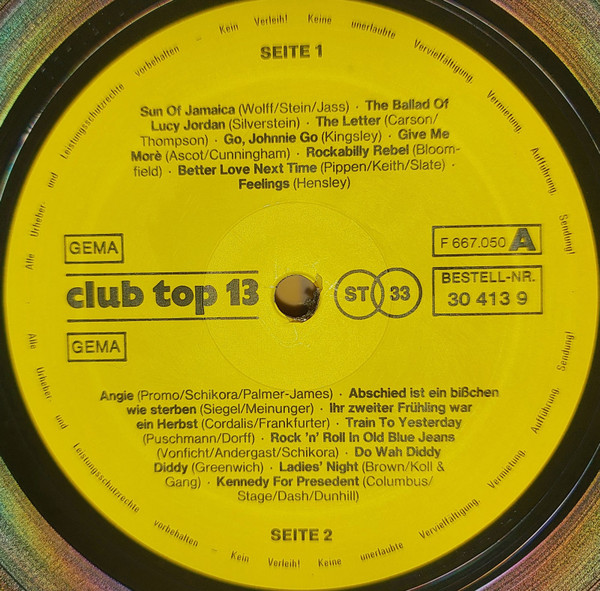 Alle Urheber- und Leistungsschutzrechte vorbehalten Kein Verleih! Keine unerlaubte Vervielfältigung, Vermietung, Aufführung, Sendung!
SEITE 1
Sun Of Jamaica (Wolff/Stein/Jass) · The Ballad Of
Lucy Jordan (Silverstein) · The Letter (Carson/
Thompson) · Go, Johnnie Go (Kingsley) · Give Me
Morè (Ascot/Cunningham) · Rockabilly Rebel (Bloom-
field) · Better Love Next Time (Pippen/Keith/Slate) ·
Feelings (Hensley)
GEMA
F 667.050 A
club top 13
ST 33
BESTELL-NR.
30 413 9
GEMA
Angie (Promo/Schikora/Palmer-James) · Abschied ist ein bißchen
wie sterben (Siegel/Meinunger) · Ihr zweiter Frühling war
ein Herbst (Cordalis/Frankfurter) · Train To Yesterday
(Puschmann/Dorff) · Rock 'n' Roll In Old Blue Jeans
(Vonficht/Andergast/Schikora) · Do Wah Diddy
Diddy (Greenwich) · Ladies' Night (Brown/Koll &
Gang) · Kennedy For Presedent (Columbus/
Stage/Dash/Dunhill)
SEITE 2
Alle Urheber- und Leistungsschutzrechte vorbehalten Kein Verleih! Keine unerlaubte Vervielfältigung, Vermietung, Aufführung, Sendung!